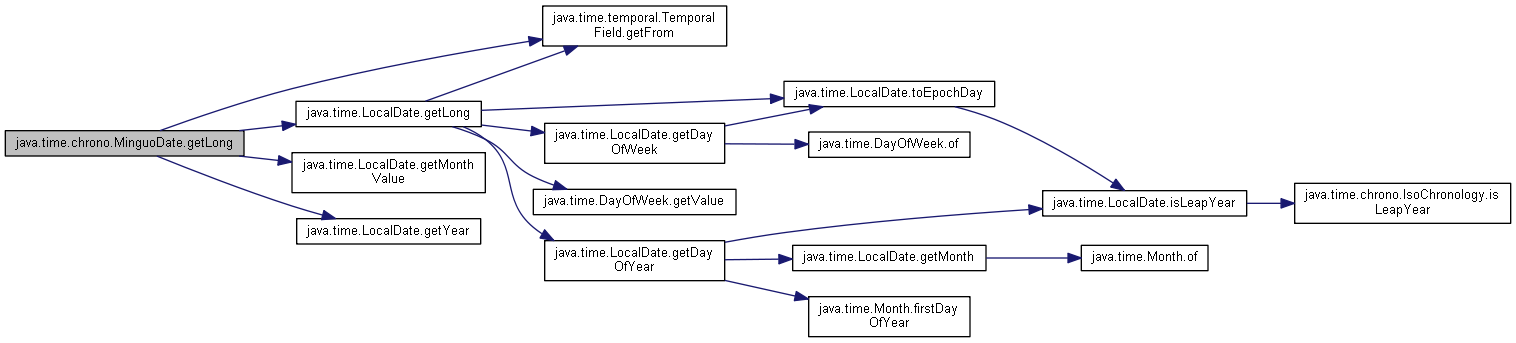 java.time.temporal.Temporal
Field.getFrom
java.time.LocalDate.toEpochDay
java.time.LocalDate.getLong
java.time.LocalDate.getDay
OfWeek
java.time.DayOfWeek.of
java.time.chrono.MinguoDate.getLong
java.time.LocalDate.getMonth
Value
java.time.DayOfWeek.getValue
java.time.LocalDate.isLeapYear
java.time.chrono.IsoChronology.is
LeapYear
java.time.LocalDate.getYear
java.time.LocalDate.getDay
OfYear
java.time.LocalDate.getMonth
java.time.Month.of
java.time.Month.firstDay
OfYear